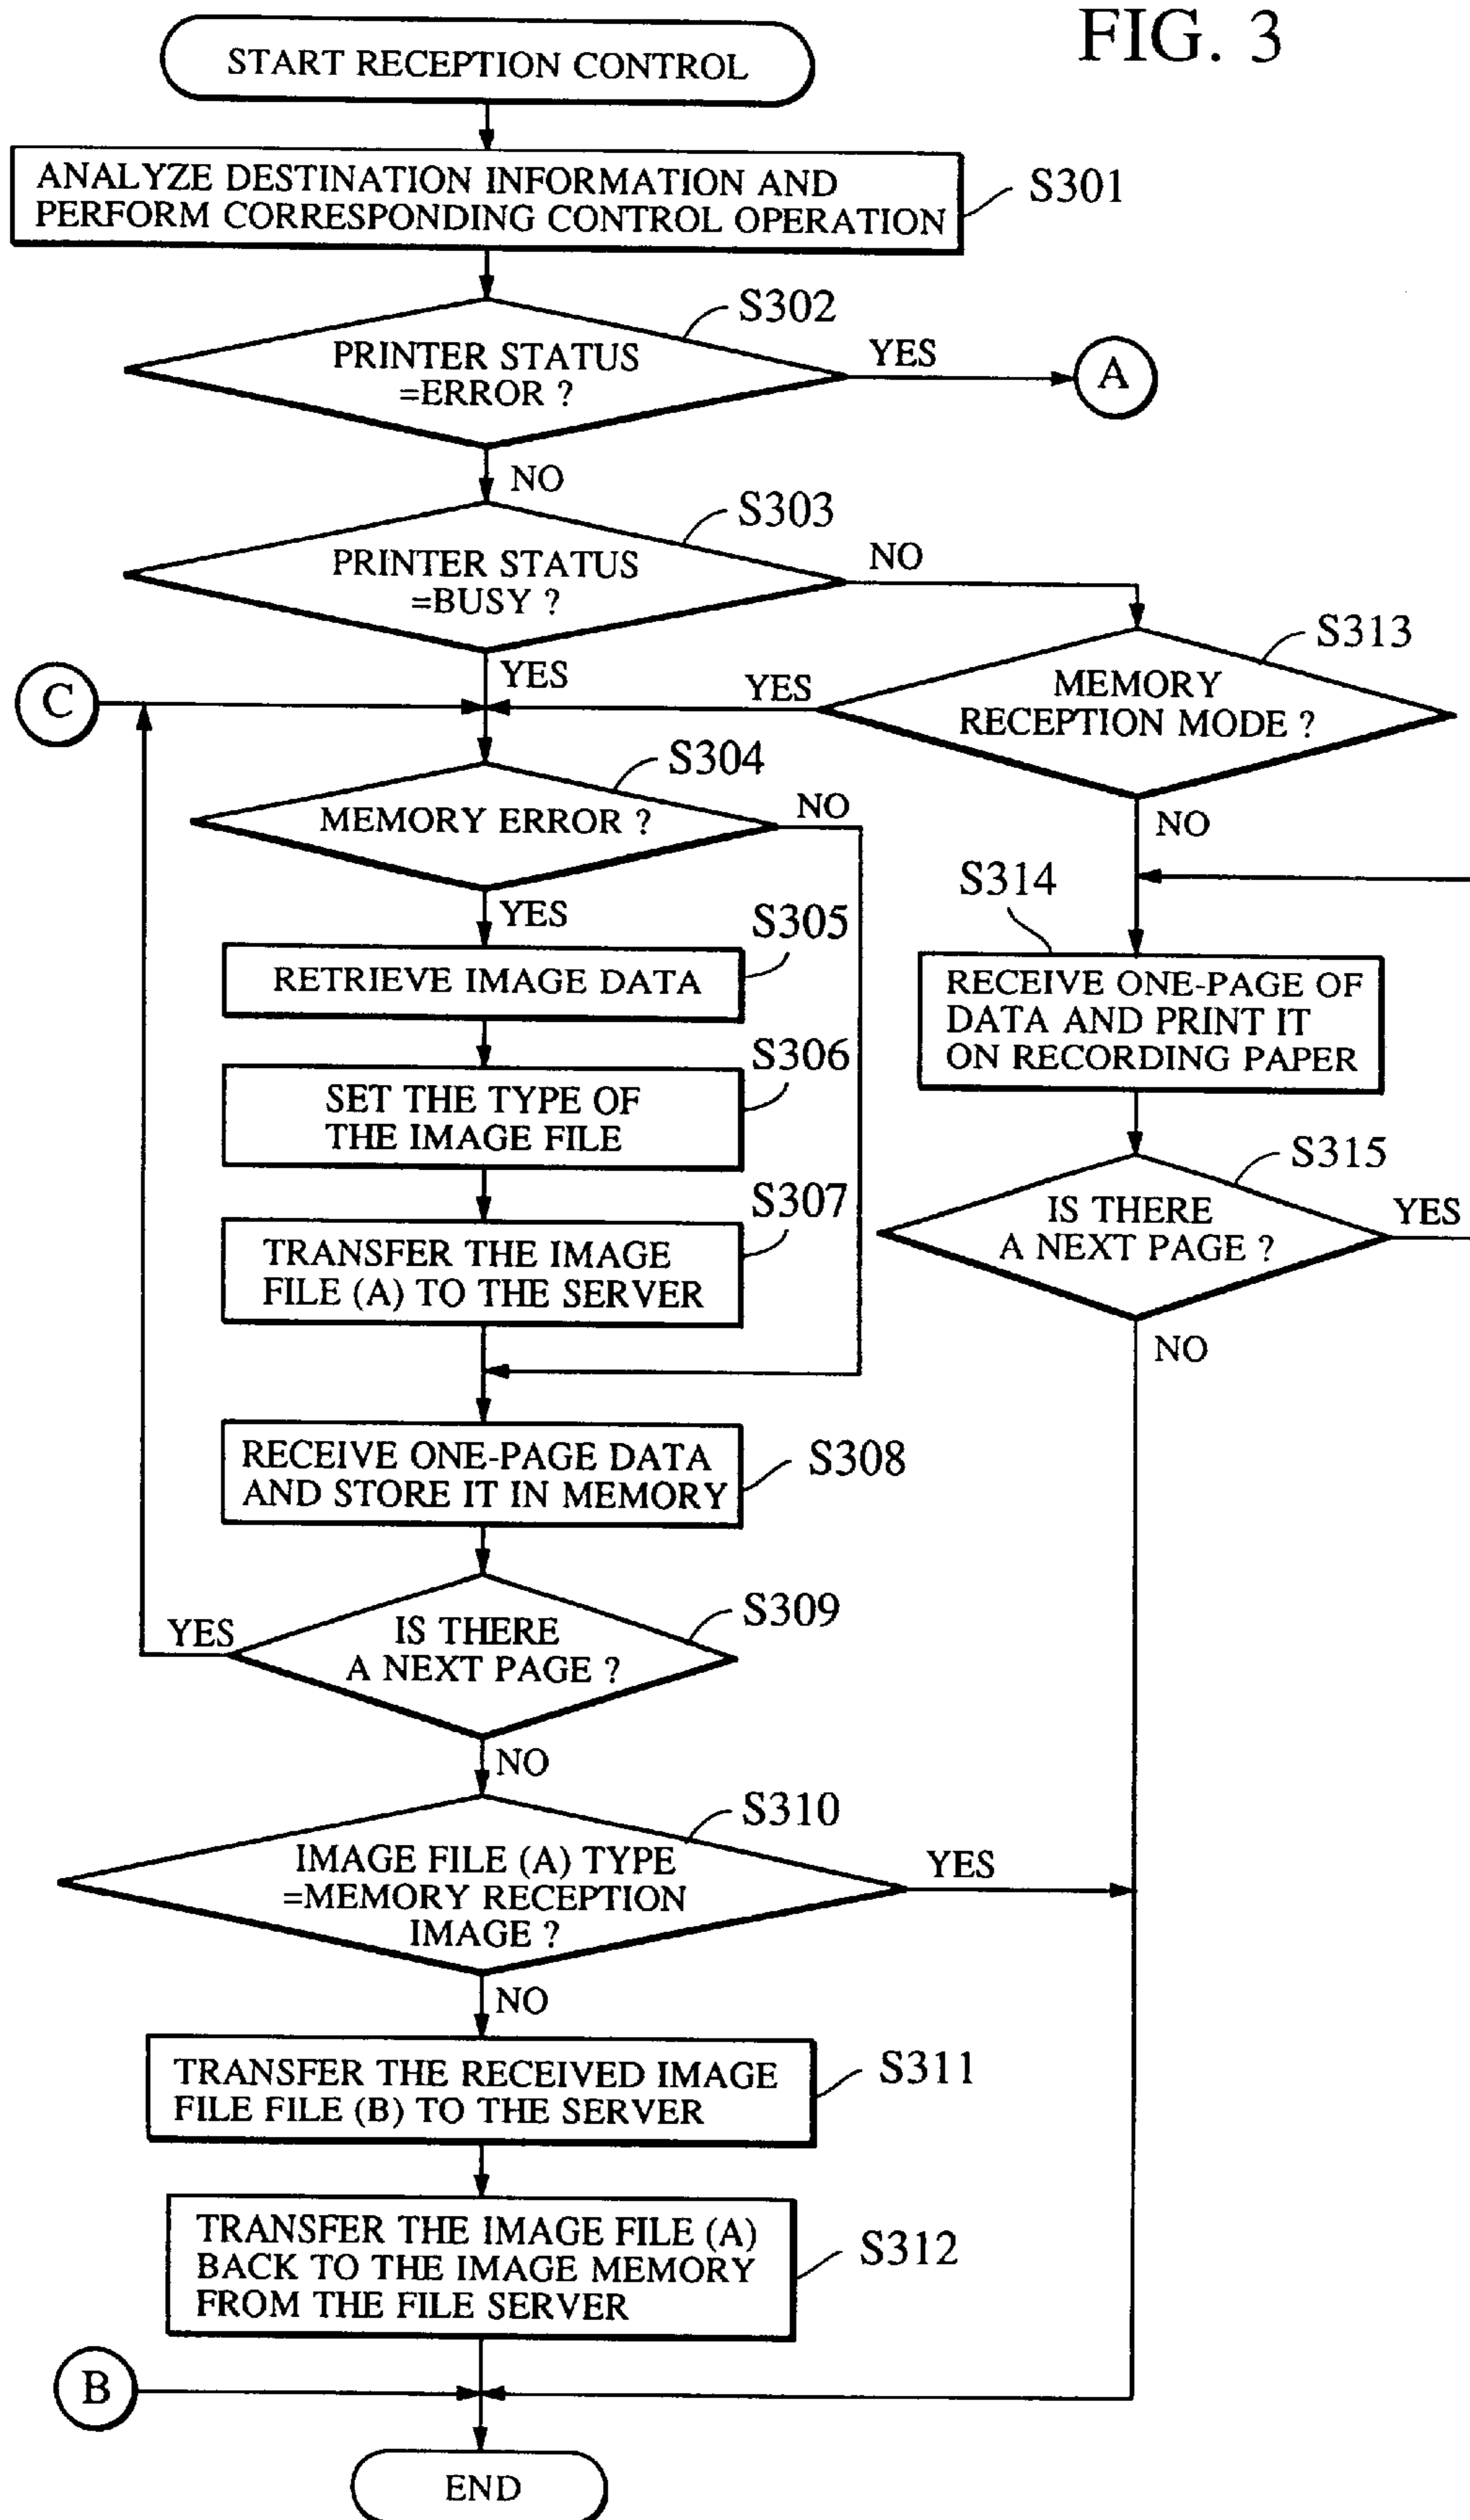 FIG. 3
START RECEPTION CONTROL
ANALYZE DESTINATION INFORMATION AND
PERFORM CORRESPONDING CONTROL OPERATION
S301
S302
PRINTER STATUS
=ERROR ?
YES
A
NO
S303
PRINTER STATUS
=BUSY ?
NO
YES
S313
MEMORY
RECEPTION MODE ?
YES
NO
C
S304
MEMORY ERROR ?
NO
YES
S305
RETRIEVE IMAGE DATA
S306
SET THE TYPE OF
THE IMAGE FILE
S307
TRANSFER THE IMAGE
FILE (A) TO THE SERVER
S314
RECEIVE ONE-PAGE OF
DATA AND PRINT IT
ON RECORDING PAPER
S315
IS THERE
A NEXT PAGE ?
YES
NO
RECEIVE ONE-PAGE DATA
AND STORE IT IN MEMORY
S308
S309
IS THERE
A NEXT PAGE ?
YES
NO
S310
IMAGE FILE (A) TYPE
=MEMORY RECEPTION
IMAGE ?
YES
NO
TRANSFER THE RECEIVED IMAGE
FILE FILE (B) TO THE SERVER
S311
TRANSFER THE IMAGE FILE (A)
BACK TO THE IMAGE MEMORY
FROM THE FILE SERVER
S312
B
END